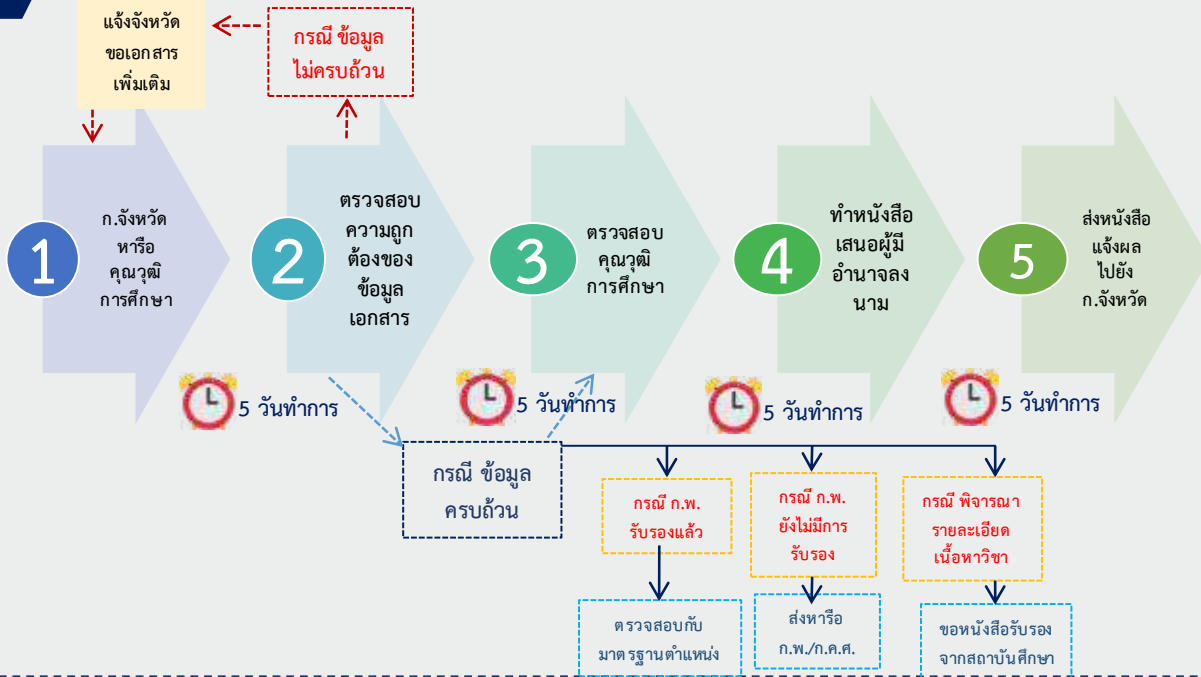 แจ้งจังหวัด
ขอเอกสาร
เพิ่มเติม
กรณี ข้อมูล
ไม่ครบถ้วน
1
ก.จังหวัด
หารือ
คุณวุฒิ
การศึกษา
2
ตรวจสอบ
ความถูก
ต้องของ
ข้อมูล
เอกสาร
3
ตรวจสอบ
คุณวุฒิ
การศึกษา
4
ทำหนังสือ
เสนอผู้มี
อำนาจลง
นาม
5
ส่งหนังสือ
แจ้งผล
ไปยัง
ก.จังหวัด
5 วันทำการ
5 วันทำการ
5 วันทำการ
5 วันทำการ
กรณี ข้อมูล
ครบถ้วน
กรณี ก.พ.
รับรองแล้ว
กรณี ก.พ.
ยังไม่มีการ
รับรอง
กรณี พิจารณา
รายละเอียด
เนื้อหาวิชา
ตรวจสอบกับ
มาตรฐานตำแหน่ง
ส่งหารือ
ก.พ./ก.ค.ศ.
ขอหนังสือรับรอง
จากสถาบันศึกษา